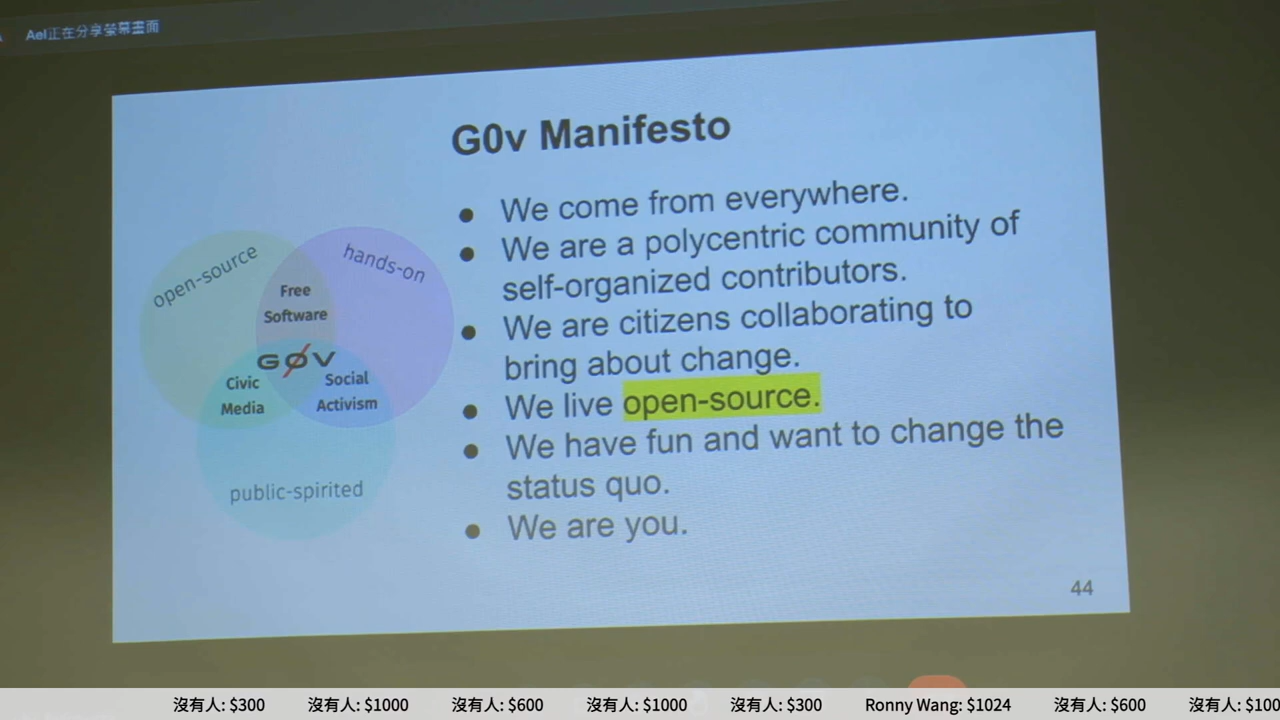 Ael正在分享螢幕畫面
G0v Manifesto
● We come from everywhere.
● We are a polycentric community of
self-organized contributors.
● We are citizens collaborating to
bring about change.
● We live open-source.
● We have fun and want to change the
status quo.
● We are you.
open-source
hands-on
Free
Software
GØV
Civic
Media
Social
Activism
public-spirited
44
沒有人: $300 沒有人: $1000 沒有人: $600 沒有人: $1000 沒有人: $300 Ronny Wang: $1024 沒有人: $600 沒有人: $100